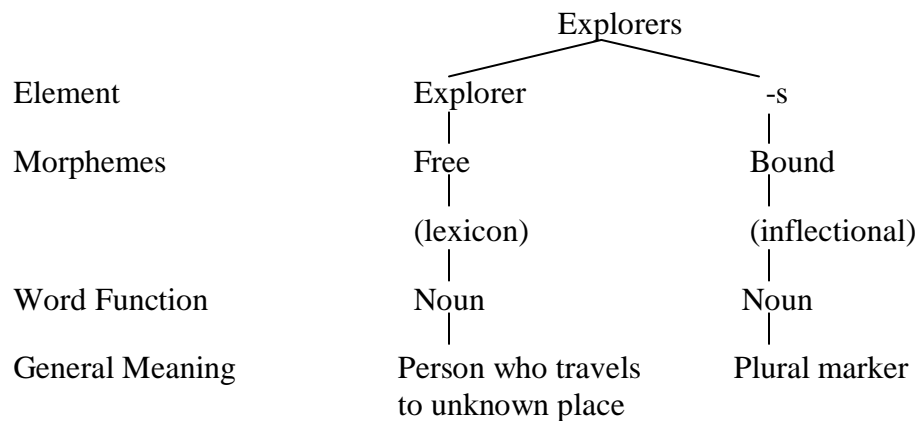 Explorers
Element Explorer -s
Morphemes Free Bound
(lexicon) (inflectional)
Word Function Noun Noun
General Meaning Person who travels Plural marker
to unknown place